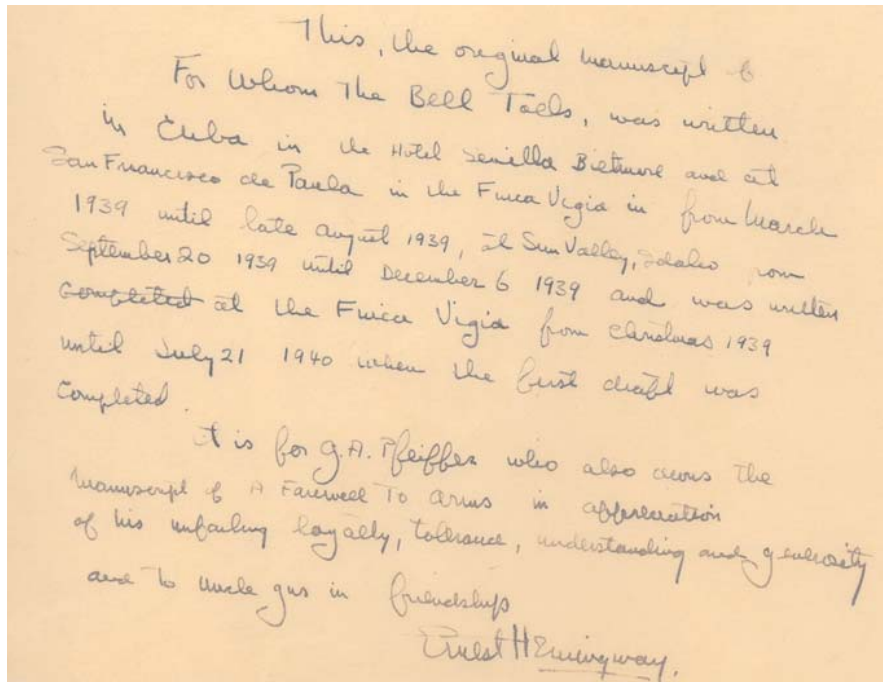 This, the original manuscript of
For Whom The Bell Tolls, was written
in Cuba in the Hotel Sevilla Biltmore and at
San Francisco de Paula in the Finca Vigia in from March
1939 until late august 1939, at Sun Valley, Idaho from
September 20 1939 until December 6 1939 and was written
completed at the Finca Vigia from Christmas 1939
until July 21 1940 when the first draft was
completed.
it is for G.A. Pfeiffer who also owns the
manuscript of A Farewell To arms in appreciation
of his unfailing loyalty, tolerance, understanding and generosity
and to uncle gus in friendship
Ernest Hemingway.